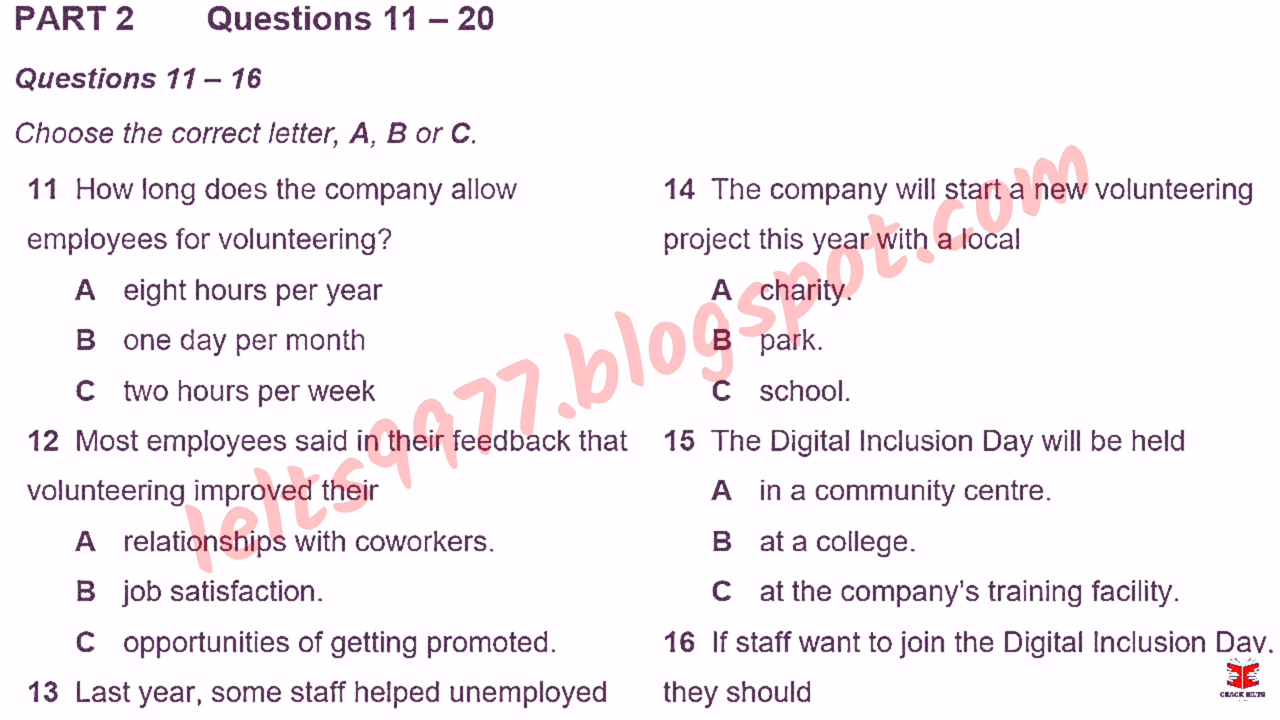 PART 2 Questions 11 – 20
Questions 11 – 16
Choose the correct letter, A, B or C.
11 How long does the company allow
employees for volunteering?
A eight hours per year
B one day per month
C two hours per week
12 Most employees said in their feedback that
volunteering improved their
A relationships with coworkers.
B job satisfaction.
C opportunities of getting promoted.
13 Last year, some staff helped unemployed
14 The company will start a new volunteering
project this year with a local
A charity.
B park.
C school.
15 The Digital Inclusion Day will be held
A in a community centre.
B at a college.
C at the company's training facility.
16 If staff want to join the Digital Inclusion Day,
they should
Ielts9977.blogspot.com
CRACK IELTS